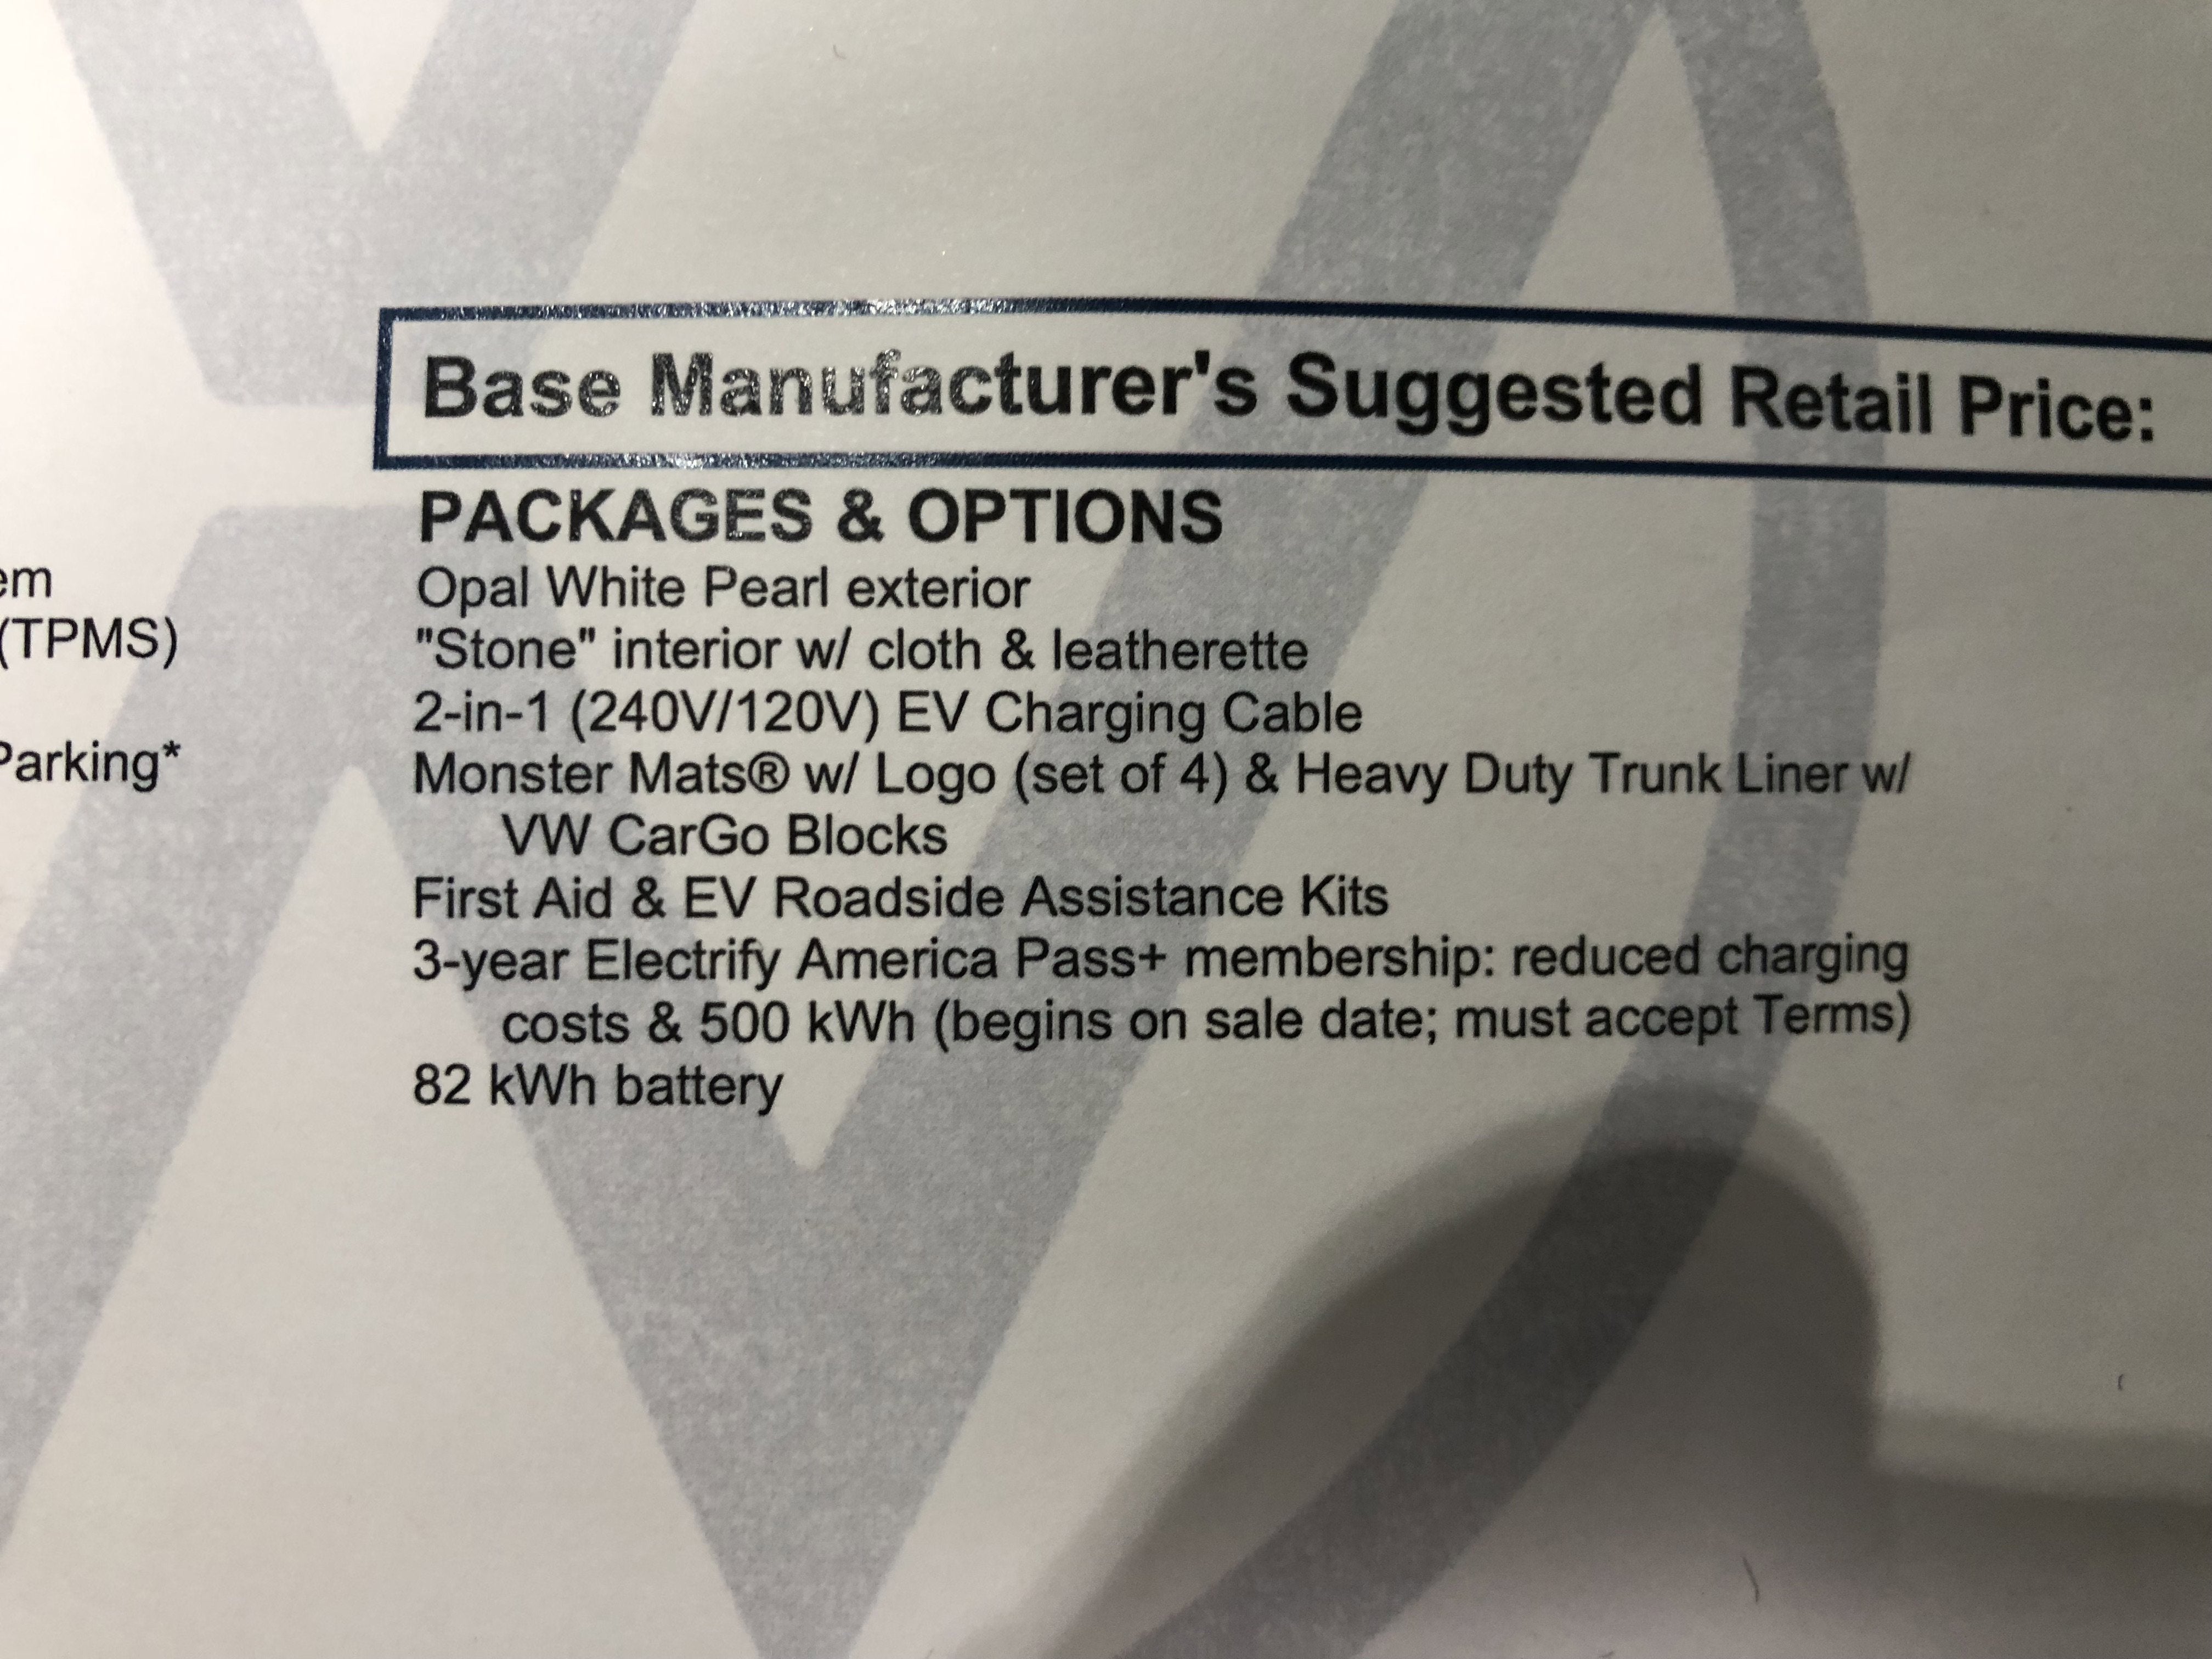 Base Manufacturer's Suggested Retail Price:
PACKAGES & OPTIONS
Opal White Pearl exterior
"Stone" interior w/ cloth & leatherette
2-in-1 (240V/120V) EV Charging Cable
Monster Mats® w/ Logo (set of 4) & Heavy Duty Trunk Liner w/
VW CarGo Blocks
First Aid & EV Roadside Assistance Kits
3-year Electrify America Pass+ membership: reduced charging
costs & 500 kWh (begins on sale date; must accept Terms)
82 kWh battery
em
(TPMS)
Parking*